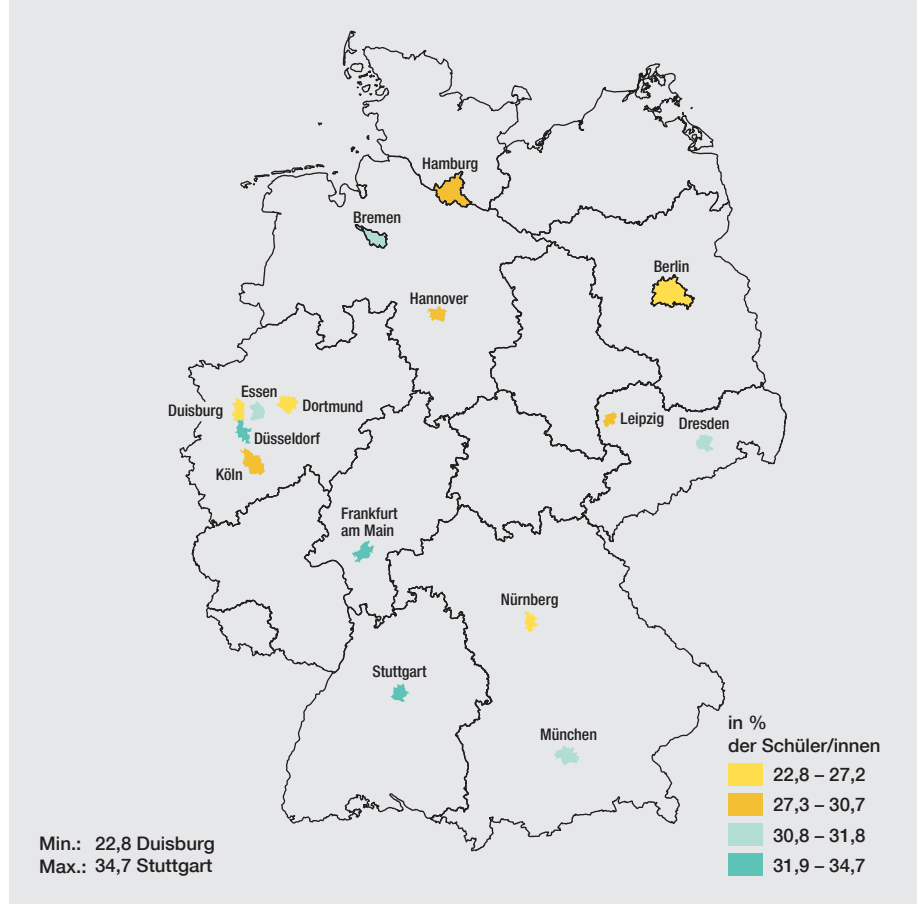 Hamburg
Bremen
Berlin
Hannover
Essen
Duisburg
Dortmund
Düsseldorf
Köln
Leipzig
Dresden
Frankfurt
am Main
Nürnberg
Stuttgart
München
in %
der Schüler/innen
22,8 – 27,2
27,3 – 30,7
30,8 – 31,8
31,9 – 34,7
Min.: 22,8 Duisburg
Max.: 34,7 Stuttgart